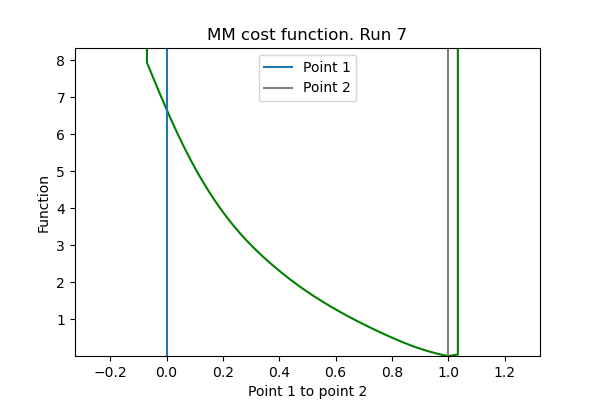 MM cost function. Run 7
Point 1
Point 2
8
7
6
5
4
3
2
1
Function
−0.2 0.0 0.2 0.4 0.6 0.8 1.0 1.2
Point 1 to point 2